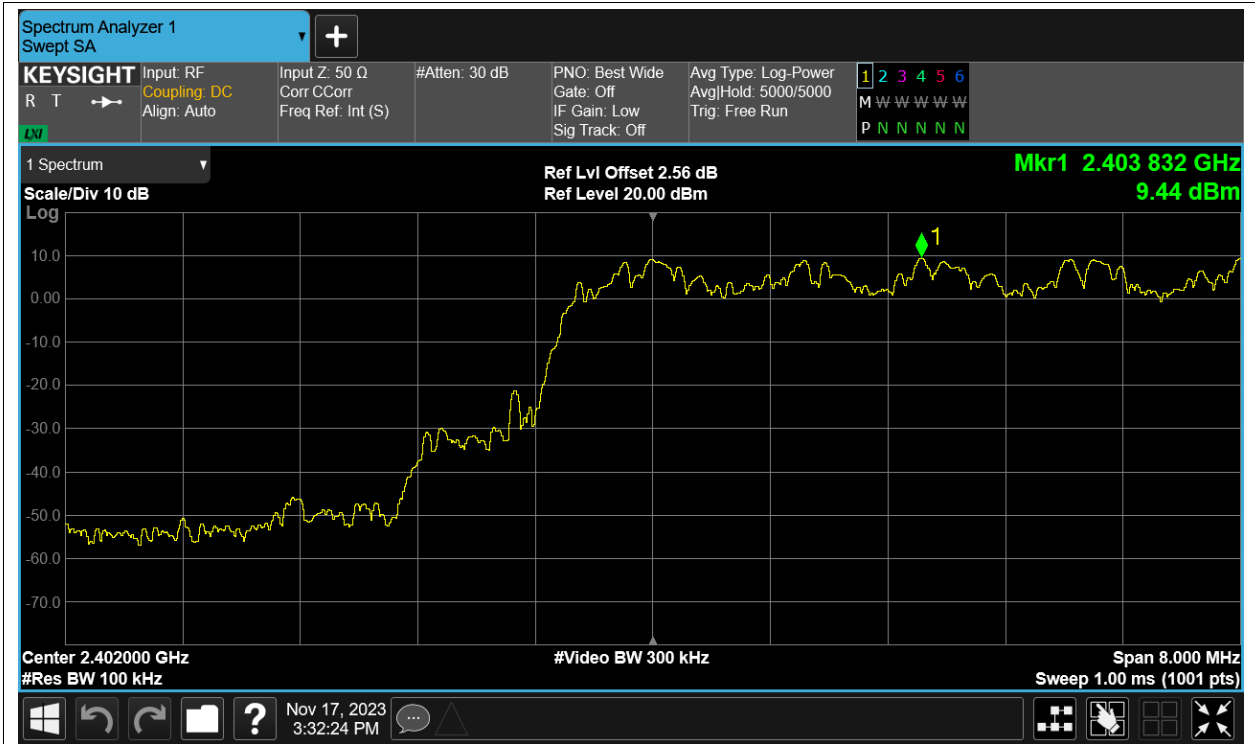 Spectrum Analyzer 1
Swept SA
+
KEYSIGHT
R T
LXI
Input: RF
Coupling: DC
Align: Auto
Input Z: 50 Ω
Corr CCorr
Freq Ref: Int (S)
#Atten: 30 dB
PNO: Best Wide
Gate: Off
IF Gain: Low
Sig Track: Off
Avg Type: Log-Power
Avg|Hold: 5000/5000
Trig: Free Run
1 2 3 4 5 6
M W W W W W
P N N N N N
1 Spectrum
Scale/Div 10 dB
Ref Lvl Offset 2.56 dB
Ref Level 20.00 dBm
Mkr1 2.403 832 GHz
9.44 dBm
Log
1
10.0
0.00
-10.0
-20.0
-30.0
-40.0
-50.0
-60.0
-70.0
Center 2.402000 GHz
#Video BW 300 kHz
Span 8.000 MHz
#Res BW 100 kHz
Sweep 1.00 ms (1001 pts)
?
Nov 17, 2023
3:32:24 PM